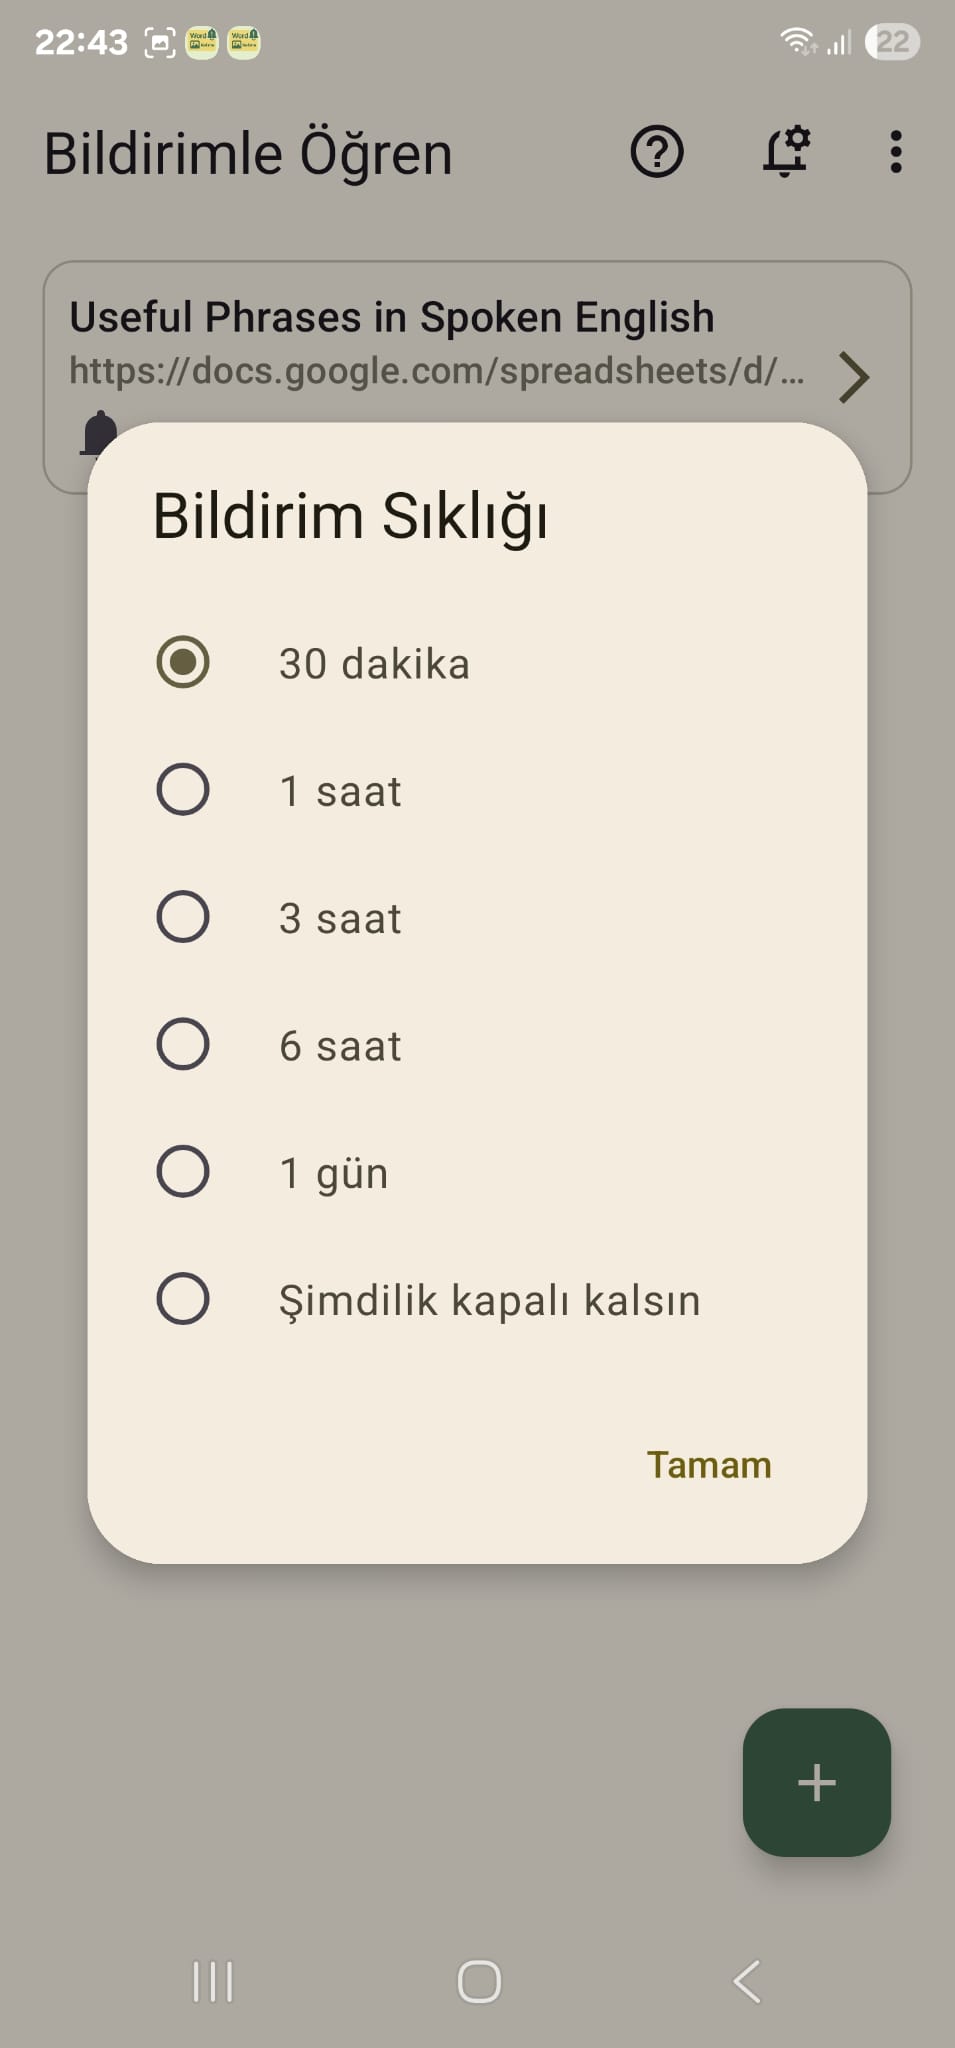 22:43
22
Bildirimle Öğren
Useful Phrases in Spoken English
https://docs.google.com/spreadsheets/d/...
Bildirim Sıklığı
30 dakika
1 saat
3 saat
6 saat
1 gün
Şimdilik kapalı kalsın
Tamam